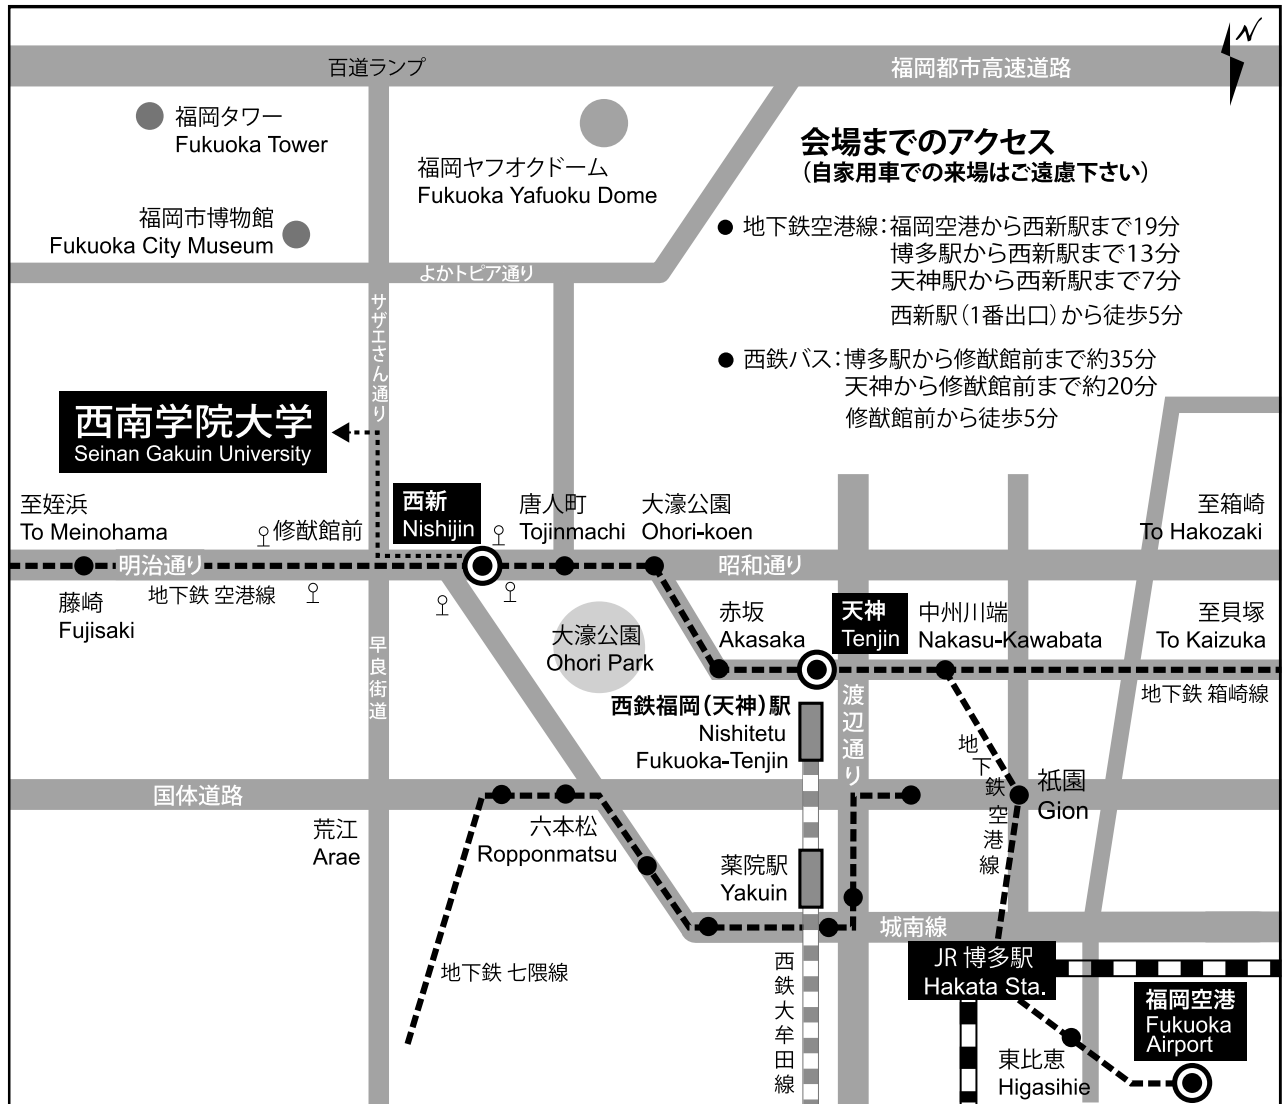 N
百道ランプ
福岡都市高速道路
福岡タワー
Fukuoka Tower
福岡ヤフオクドーム
Fukuoka Yafuoku Dome
会場までのアクセス
（自家用車での来場はご遠慮下さい）
福岡市博物館
Fukuoka City Museum
● 地下鉄空港線：福岡空港から西新駅まで19分
博多駅から西新駅まで13分
天神駅から西新駅まで7分
西新駅（1番出口）から徒歩5分
よかトピア通り
サザエさん通り
● 西鉄バス：博多駅から修猷館前まで約35分
天神から修猷館前まで約20分
修猷館前から徒歩5分
西南学院大学
Seinan Gakuin University
至姪浜
To Meinohama
修猷館前
西新
Nishijin
唐人町
Tojinmachi
大濠公園
Ohori-koen
至箱崎
To Hakozaki
明治通り
昭和通り
地下鉄 空港線
藤崎
Fujisaki
早良街道
大濠公園
Ohori Park
赤坂
Akasaka
天神
Tenjin
中州川端
Nakasu-Kawabata
至貝塚
To Kaizuka
地下鉄 箱崎線
西鉄福岡（天神）駅
Nishitetu
Fukuoka-Tenjin
渡辺通り
地下鉄 空港線
国体道路
祇園
Gion
荒江
Arae
六本松
Ropponmatsu
薬院駅
Yakuin
城南線
地下鉄 七隈線
西鉄大牟田線
JR 博多駅
Hakata Sta.
福岡空港
Fukuoka
Airport
東比恵
Higasihie